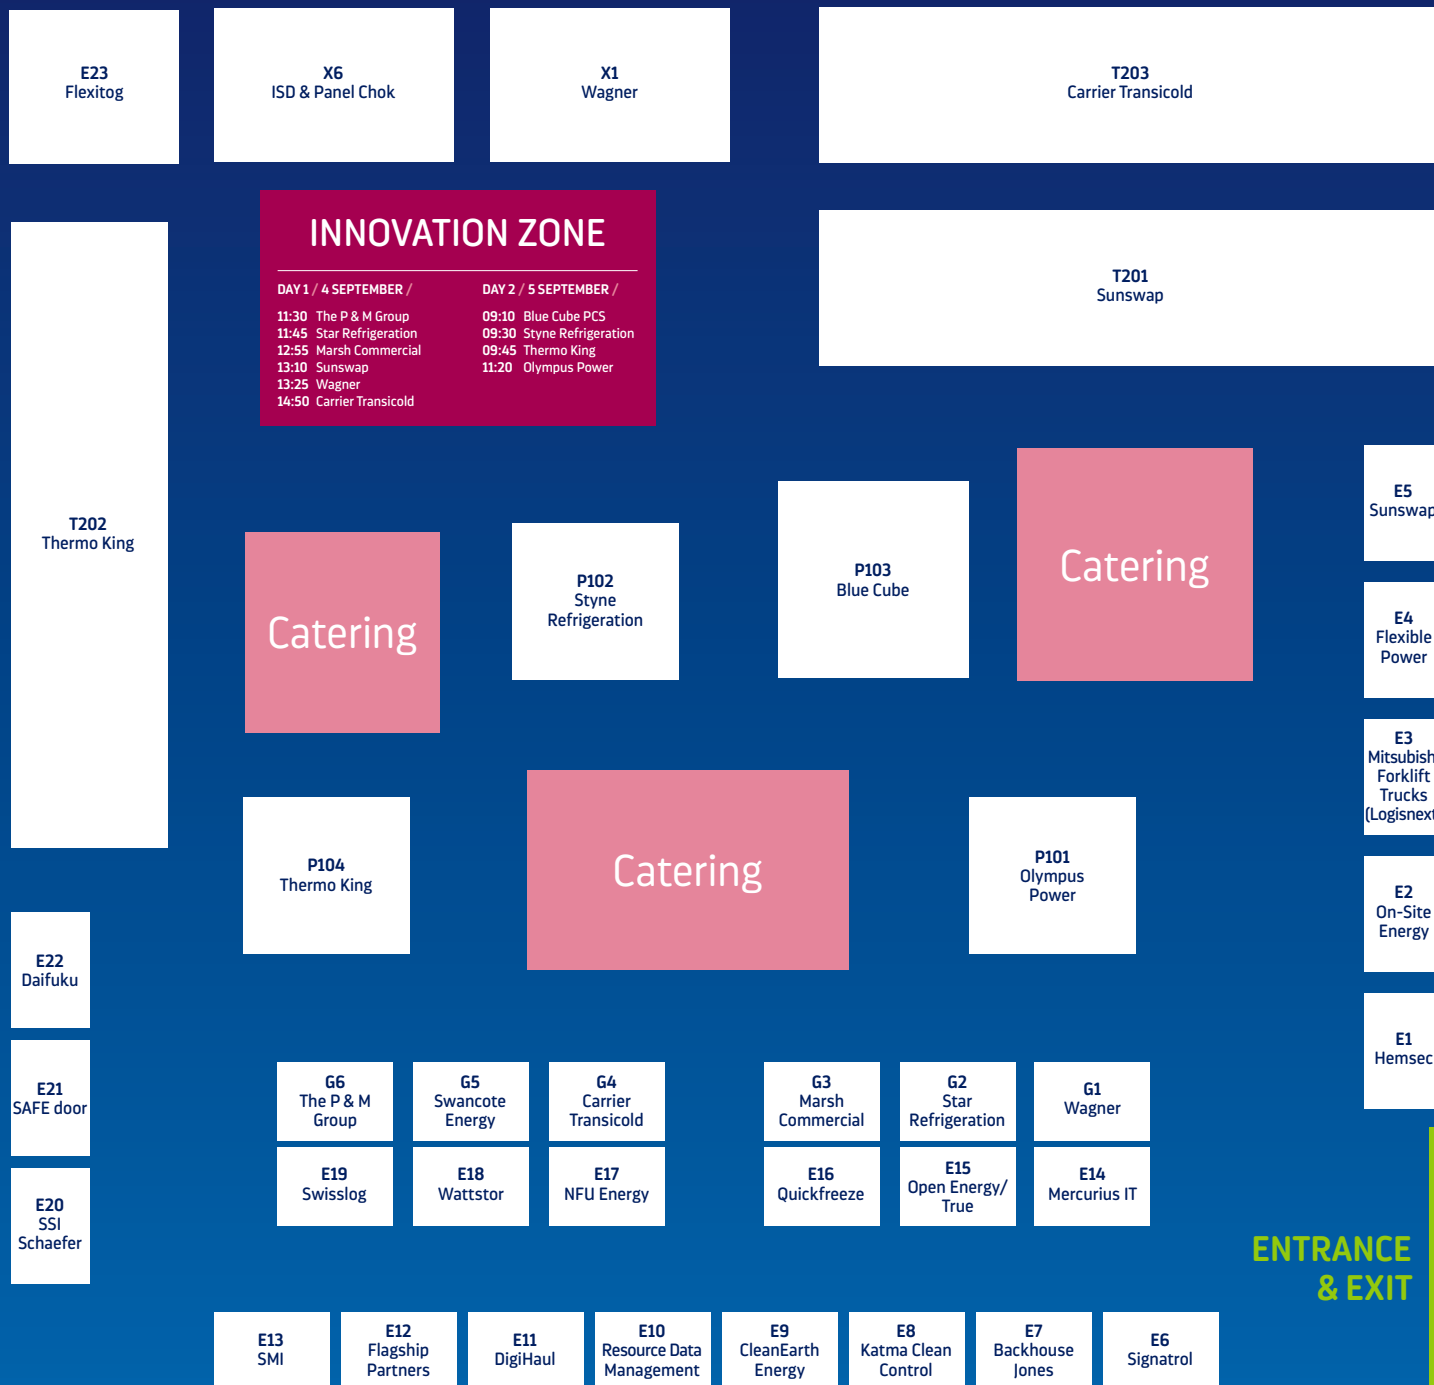 E23
Flexitog
X6
ISD & Panel Chok
X1
Wagner
T203
Carrier Transicold
INNOVATION ZONE
DAY 1 / 4 SEPTEMBER /
11:30 The P & M Group
11:45 Star Refrigeration
12:55 Marsh Commercial
13:10 Sunswap
13:25 Wagner
14:50 Carrier Transicold
DAY 2 / 5 SEPTEMBER /
09:10 Blue Cube PCS
09:30 Styne Refrigeration
09:45 Thermo King
11:20 Olympus Power
T201
Sunswap
T202
Thermo King
Catering
P102
Styne
Refrigeration
P103
Blue Cube
Catering
E5
Sunswap
E4
Flexible
Power
E3
Mitsubish
Forklift
Trucks
(Logisnext
P104
Thermo King
Catering
P101
Olympus
Power
E2
On-Site
Energy
E22
Daifuku
E1
Hemsec
E21
SAFE door
E20
SSI
Schaefer
G6
The P & M
Group
G5
Swancote
Energy
G4
Carrier
Transicold
G3
Marsh
Commercial
G2
Star
Refrigeration
G1
Wagner
E19
Swisslog
E18
Wattstor
E17
NFU Energy
E16
Quickfreeze
E15
Open Energy/
True
E14
Mercurius IT
ENTRANCE
& EXIT
E13
SMI
E12
Flagship
Partners
E11
DigiHaul
E10
Resource Data
Management
E9
CleanEarth
Energy
E8
Katma Clean
Control
E7
Backhouse
Jones
E6
Signatrol